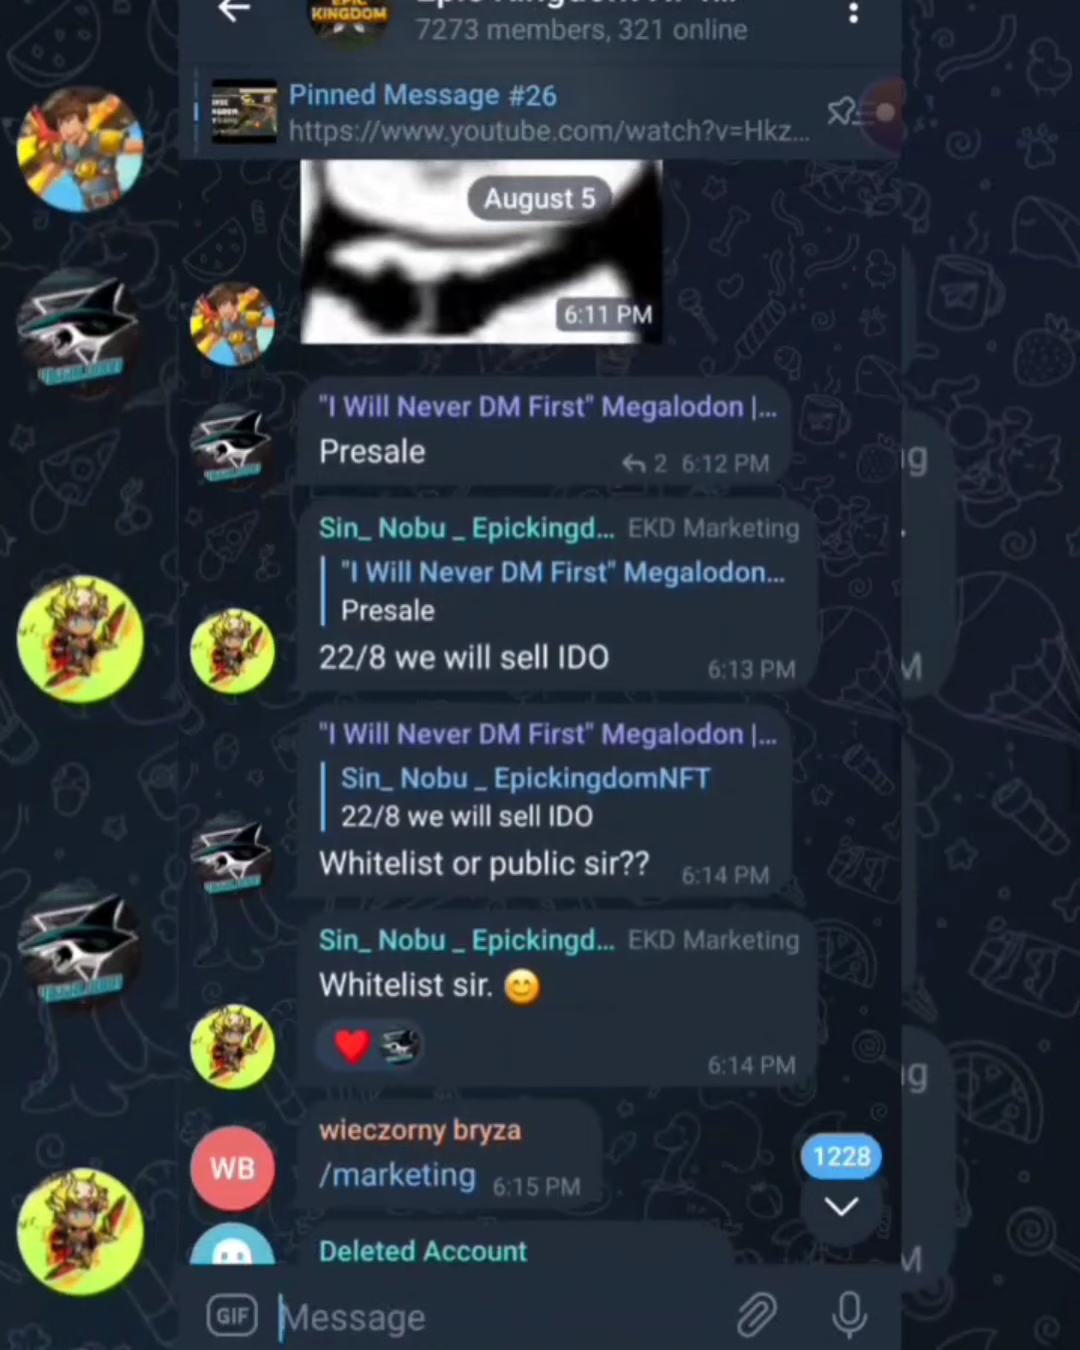 EPIC
KINGDOM
7273 members, 321 online
Pinned Message #26
https://www.youtube.com/watch?v=Hkz...
August 5
6:11 PM
"I Will Never DM First" Megalodon |...
Presale
2 6:12 PM
Sin_ Nobu _ Epickingd... EKD Marketing
"I Will Never DM First" Megalodon...
Presale
22/8 we will sell IDO
6:13 PM
"I Will Never DM First" Megalodon |...
Sin_ Nobu _ EpickingdomNFT
22/8 we will sell IDO
Whitelist or public sir??
6:14 PM
Sin_ Nobu _ Epickingd... EKD Marketing
Whitelist sir. 😊
6:14 PM
wieczorny bryza
WB
/marketing 6:15 PM
1228
Deleted Account
GIF
Message